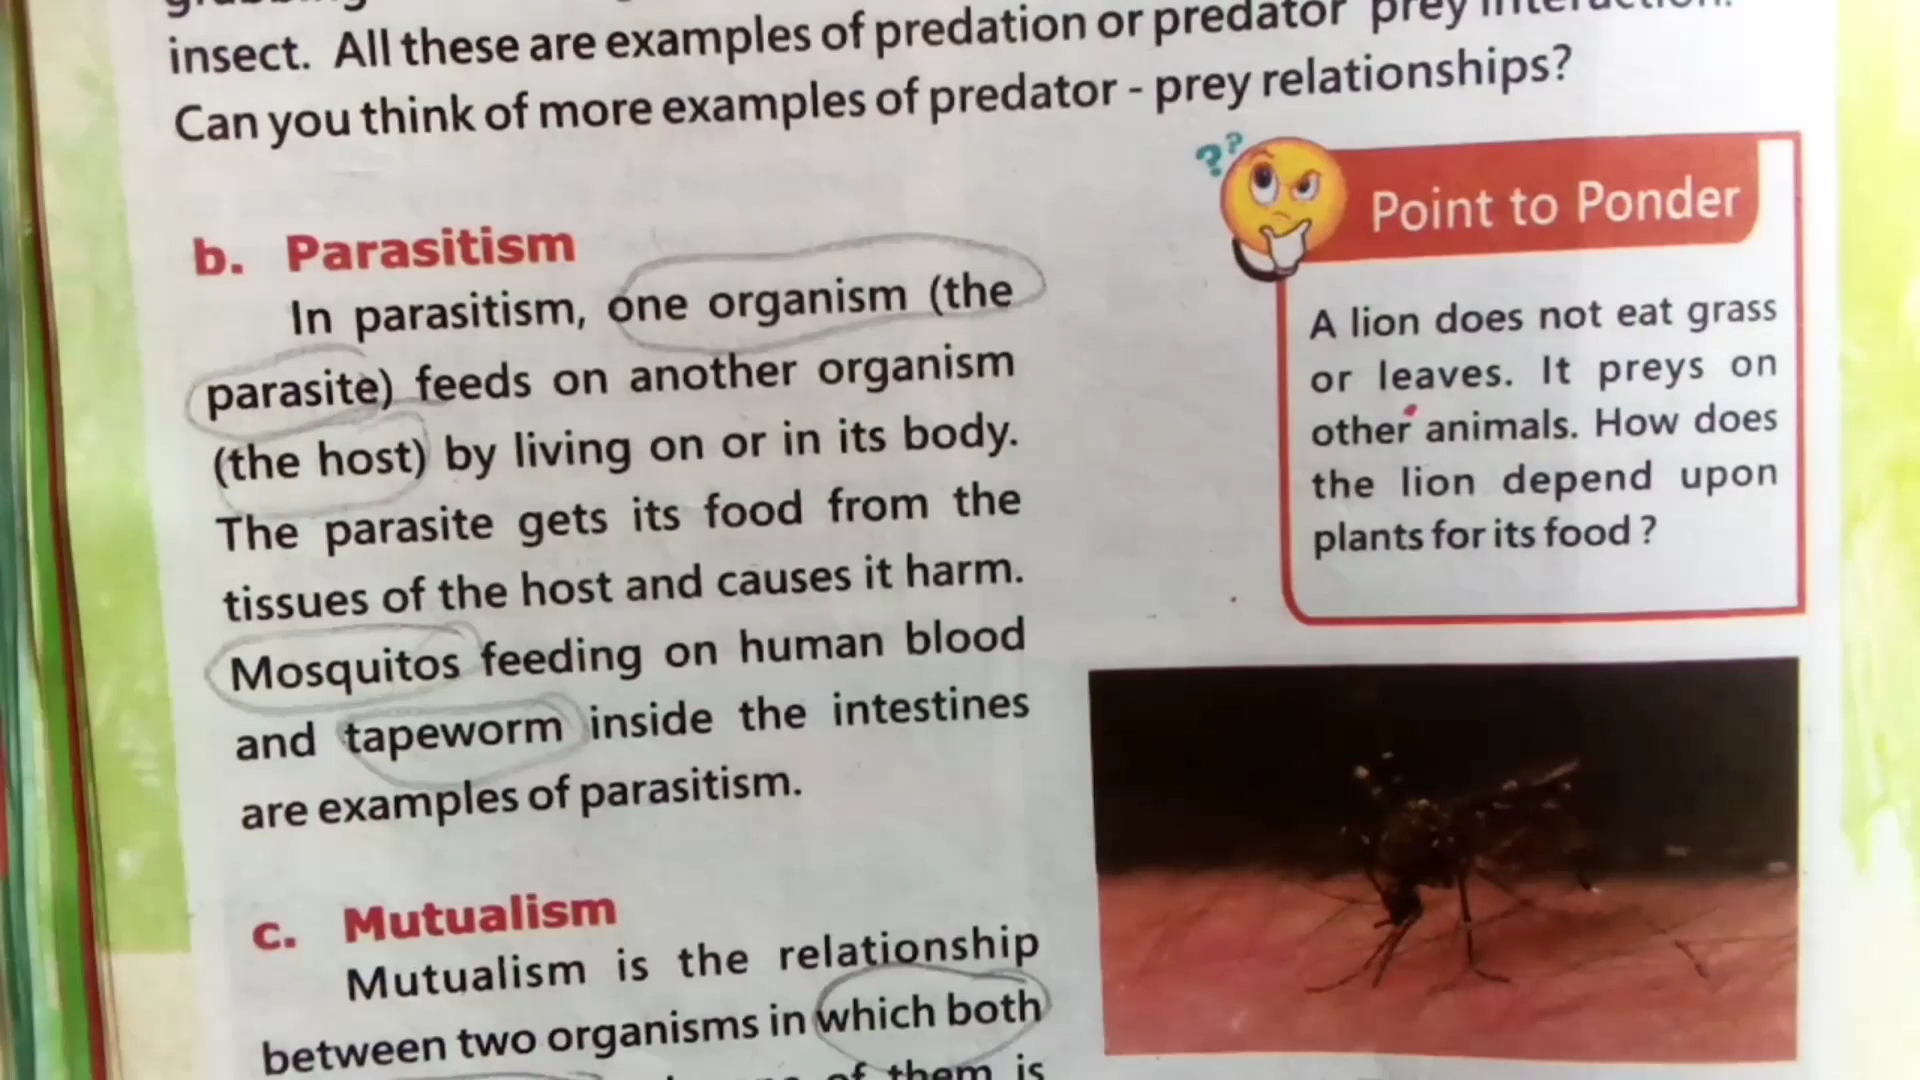 insect. All these are examples of predation or predator prey
Can you think of more examples of predator - prey relationships?
b. Parasitism
In parasitism, one organism (the
parasite) feeds on another organism
(the host) by living on or in its body.
The parasite gets its food from the
tissues of the host and causes it harm.
Mosquitos feeding on human blood
and tapeworm inside the intestines
are examples of parasitism.
c. Mutualism
Mutualism is the relationship
between two organisms in which both
of them is
??
Point to Ponder
A lion does not eat grass
or leaves. It preys on
other animals. How does
the lion depend upon
plants for its food ?